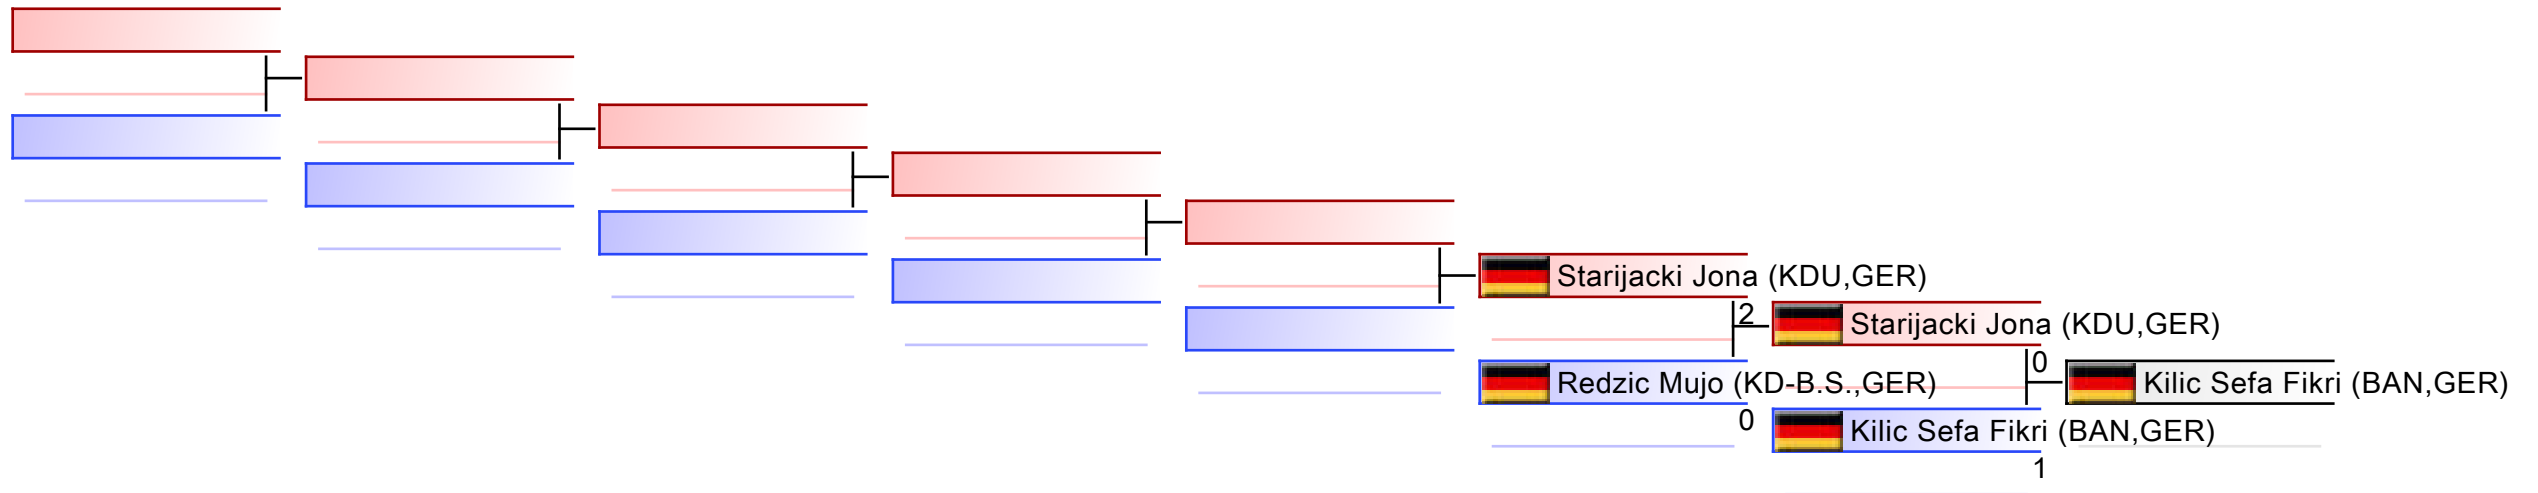 Starijacki Jona (KDU,GER)
2
Starijacki Jona (KDU,GER)
0
Redzic Mujo (KD-B.S.,GER)
Kilic Sefa Fikri (BAN,GER)
0
Kilic Sefa Fikri (BAN,GER)
1